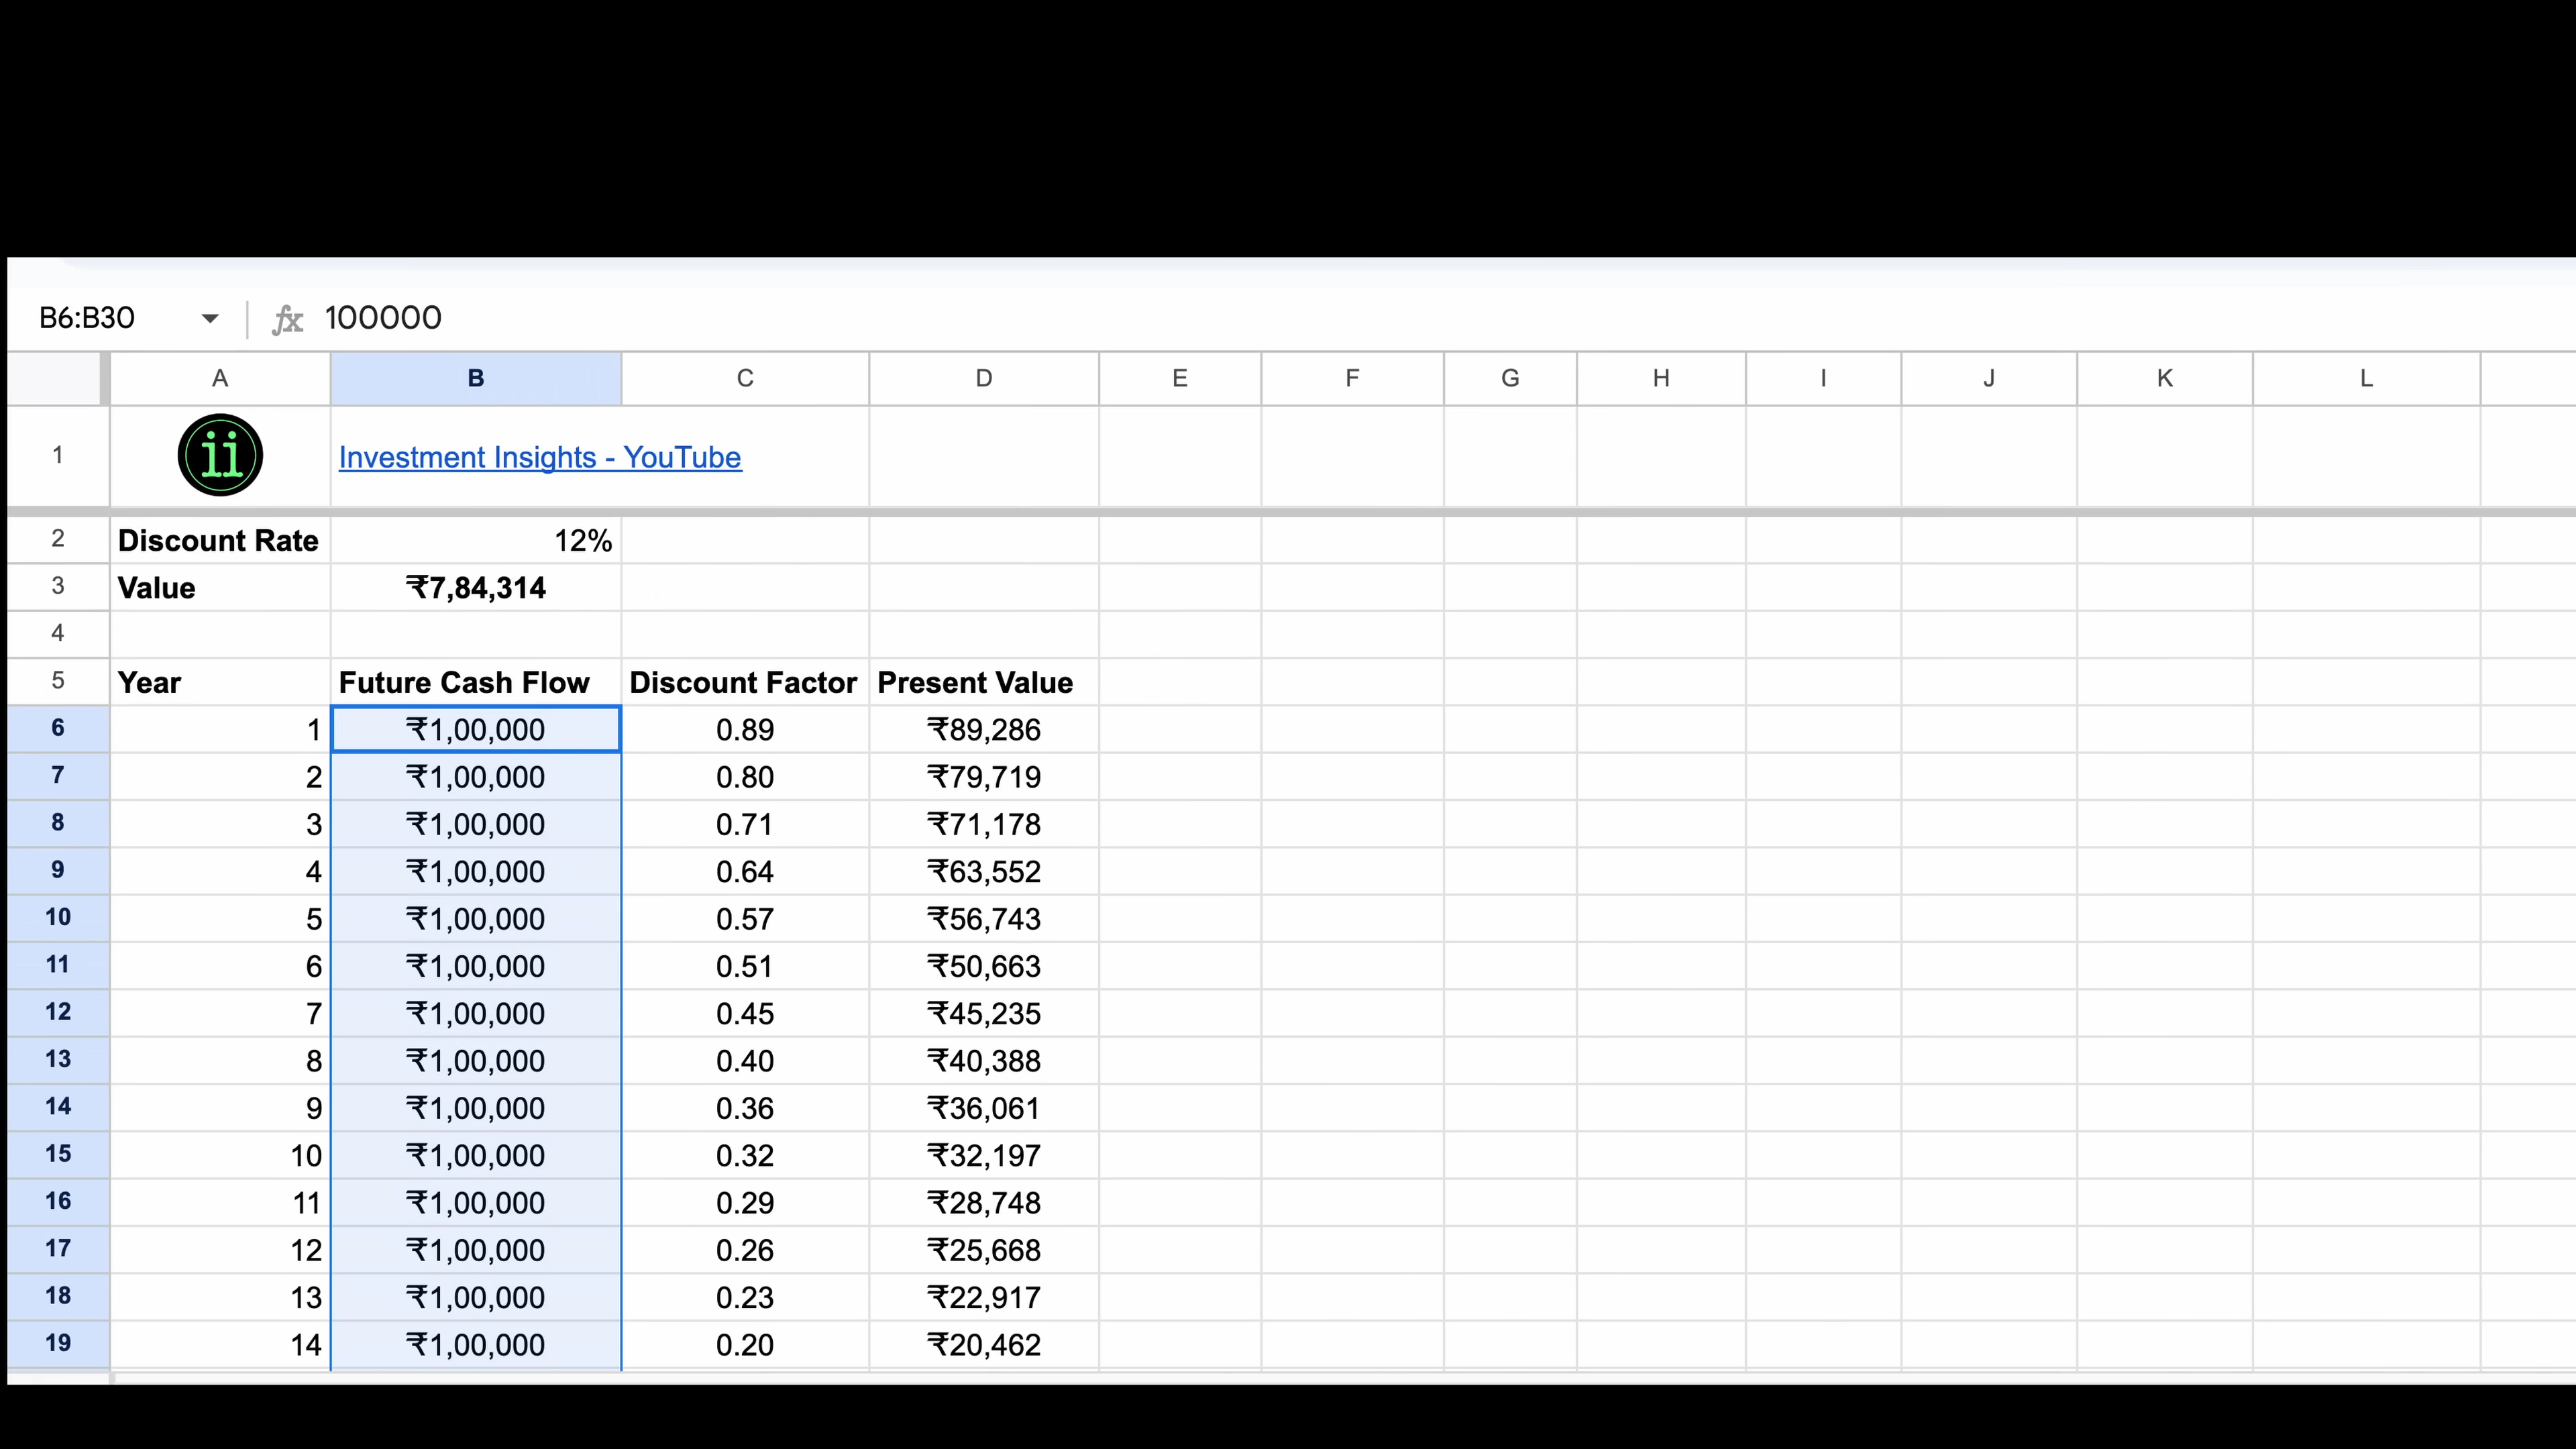 B6:B30 fx 100000
A B C D E F G H I J K L
1 ii Investment Insights - YouTube
2 Discount Rate 12%
3 Value ₹7,84,314
4
5 Year Future Cash Flow Discount Factor Present Value
6 1 ₹1,00,000 0.89 ₹89,286
7 2 ₹1,00,000 0.80 ₹79,719
8 3 ₹1,00,000 0.71 ₹71,178
9 4 ₹1,00,000 0.64 ₹63,552
10 5 ₹1,00,000 0.57 ₹56,743
11 6 ₹1,00,000 0.51 ₹50,663
12 7 ₹1,00,000 0.45 ₹45,235
13 8 ₹1,00,000 0.40 ₹40,388
14 9 ₹1,00,000 0.36 ₹36,061
15 10 ₹1,00,000 0.32 ₹32,197
16 11 ₹1,00,000 0.29 ₹28,748
17 12 ₹1,00,000 0.26 ₹25,668
18 13 ₹1,00,000 0.23 ₹22,917
19 14 ₹1,00,000 0.20 ₹20,462